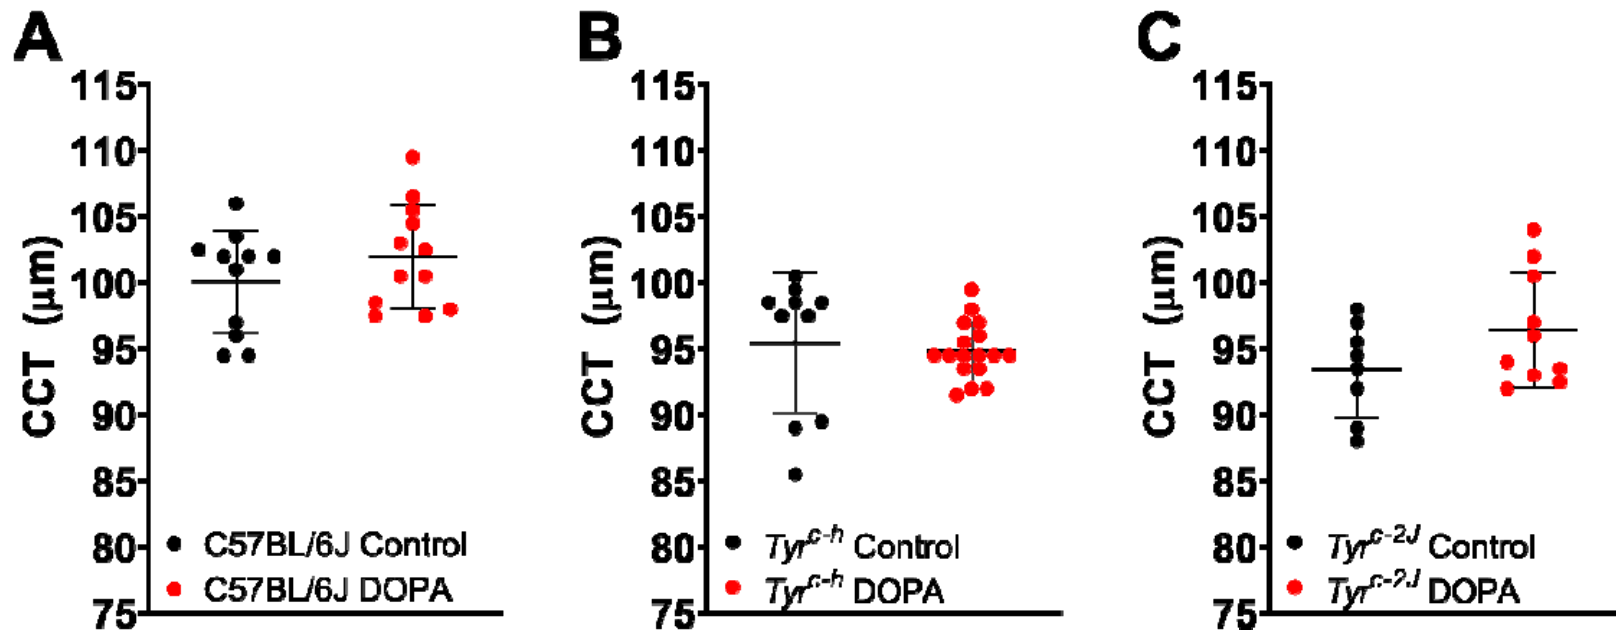 A
CCT (μm)
115
110
105
100
95
90
85
80
75
C57BL/6J Control
C57BL/6J DOPA
B
CCT (μm)
115
110
105
100
95
90
85
80
75
Tyrc-h Control
Tyrc-h DOPA
C
CCT (μm)
115
110
105
100
95
90
85
80
75
Tyrc-2J Control
Tyrc-2J DOPA